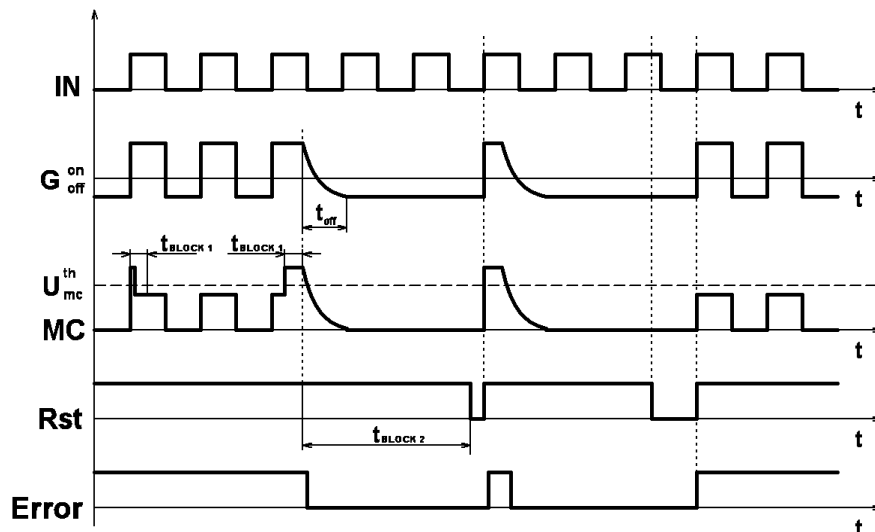 IN
t
G on off
t
t off
t BLOCK 1
t BLOCK 1
U th mc
MC
t
Rst
t BLOCK 2
t
Error
t